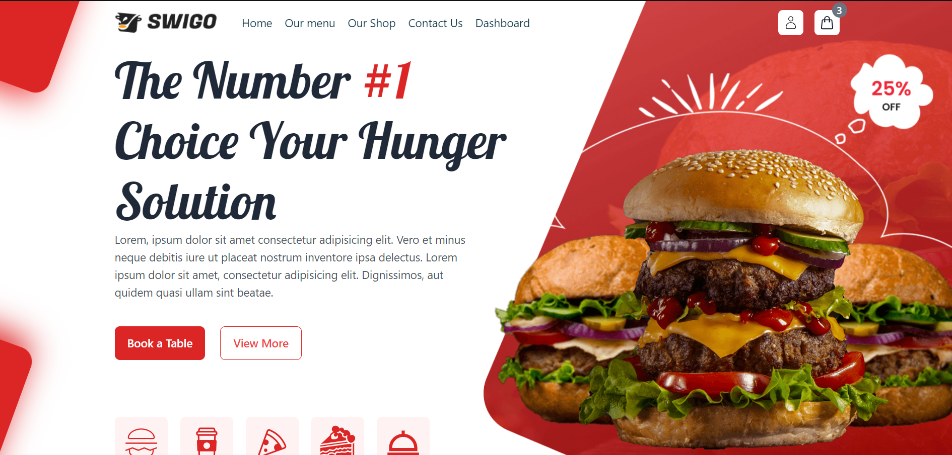 SWIGO
Home Our menu Our Shop Contact Us Dashboard
3
The Number #1
Choice Your Hunger
Solution
25%
OFF
Lorem, ipsum dolor sit amet consectetur adipisicing elit. Vero et minus
neque debitis iure ut placeat nostrum inventore ipsa delectus. Lorem
ipsum dolor sit amet, consectetur adipisicing elit. Dignissimos, aut
quidem quasi ullam sint beatae.
Book a Table View More